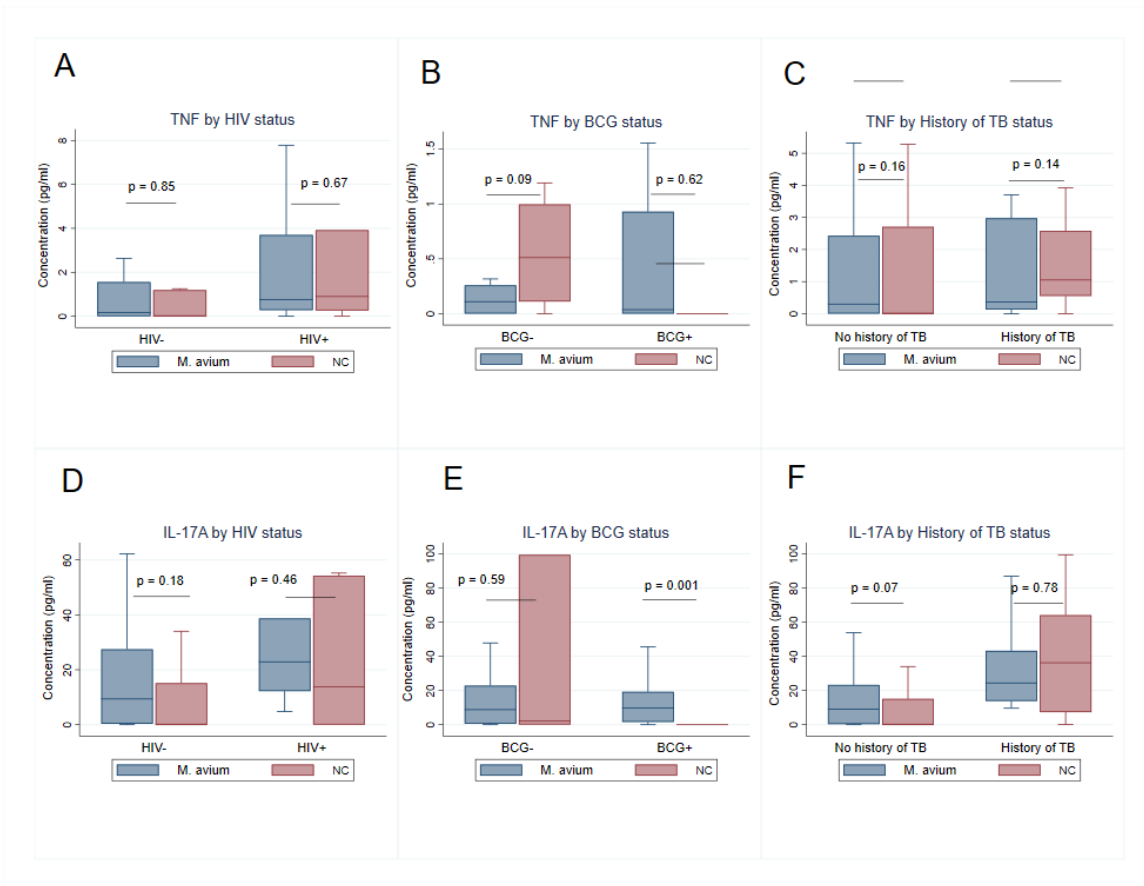 A
TNF by HIV status
Concentration (pg/ml)
8
6
4
2
0
p = 0.85
p = 0.67
HIV-
HIV+
M. avium
NC
B
TNF by BCG status
Concentration (pg/ml)
1.5
1
.5
0
p = 0.09
p = 0.62
BCG-
BCG+
M. avium
NC
C
TNF by History of TB status
Concentration (pg/ml)
5
4
3
2
1
0
p = 0.16
p = 0.14
No history of TB
History of TB
M. avium
NC
D
IL-17A by HIV status
Concentration (pg/ml)
60
40
20
0
p = 0.18
p = 0.46
HIV-
HIV+
M. avium
NC
E
IL-17A by BCG status
Concentration (pg/ml)
100
80
60
40
20
0
p = 0.59
p = 0.001
BCG-
BCG+
M. avium
NC
F
IL-17A by History of TB status
Concentration (pg/ml)
100
80
60
40
20
0
p = 0.07
p = 0.78
No history of TB
History of TB
M. avium
NC